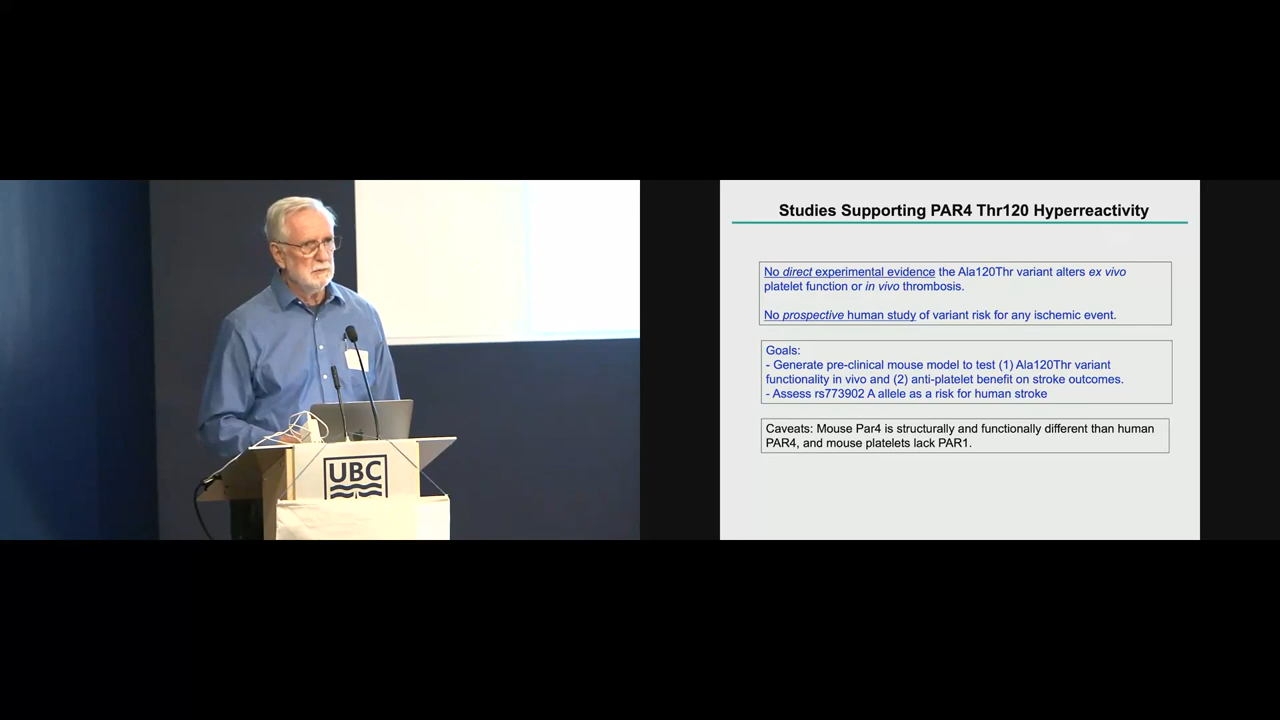 UBC
Studies Supporting PAR4 Thr120 Hyperreactivity
No direct experimental evidence the Ala120Thr variant alters ex vivo
platelet function or in vivo thrombosis.
No prospective human study of variant risk for any ischemic event.
Goals:
- Generate pre-clinical mouse model to test (1) Ala120Thr variant
functionality in vivo and (2) anti-platelet benefit on stroke outcomes.
- Assess rs773902 A allele as a risk for human stroke
Caveats: Mouse Par4 is structurally and functionally different than human
PAR4, and mouse platelets lack PAR1.